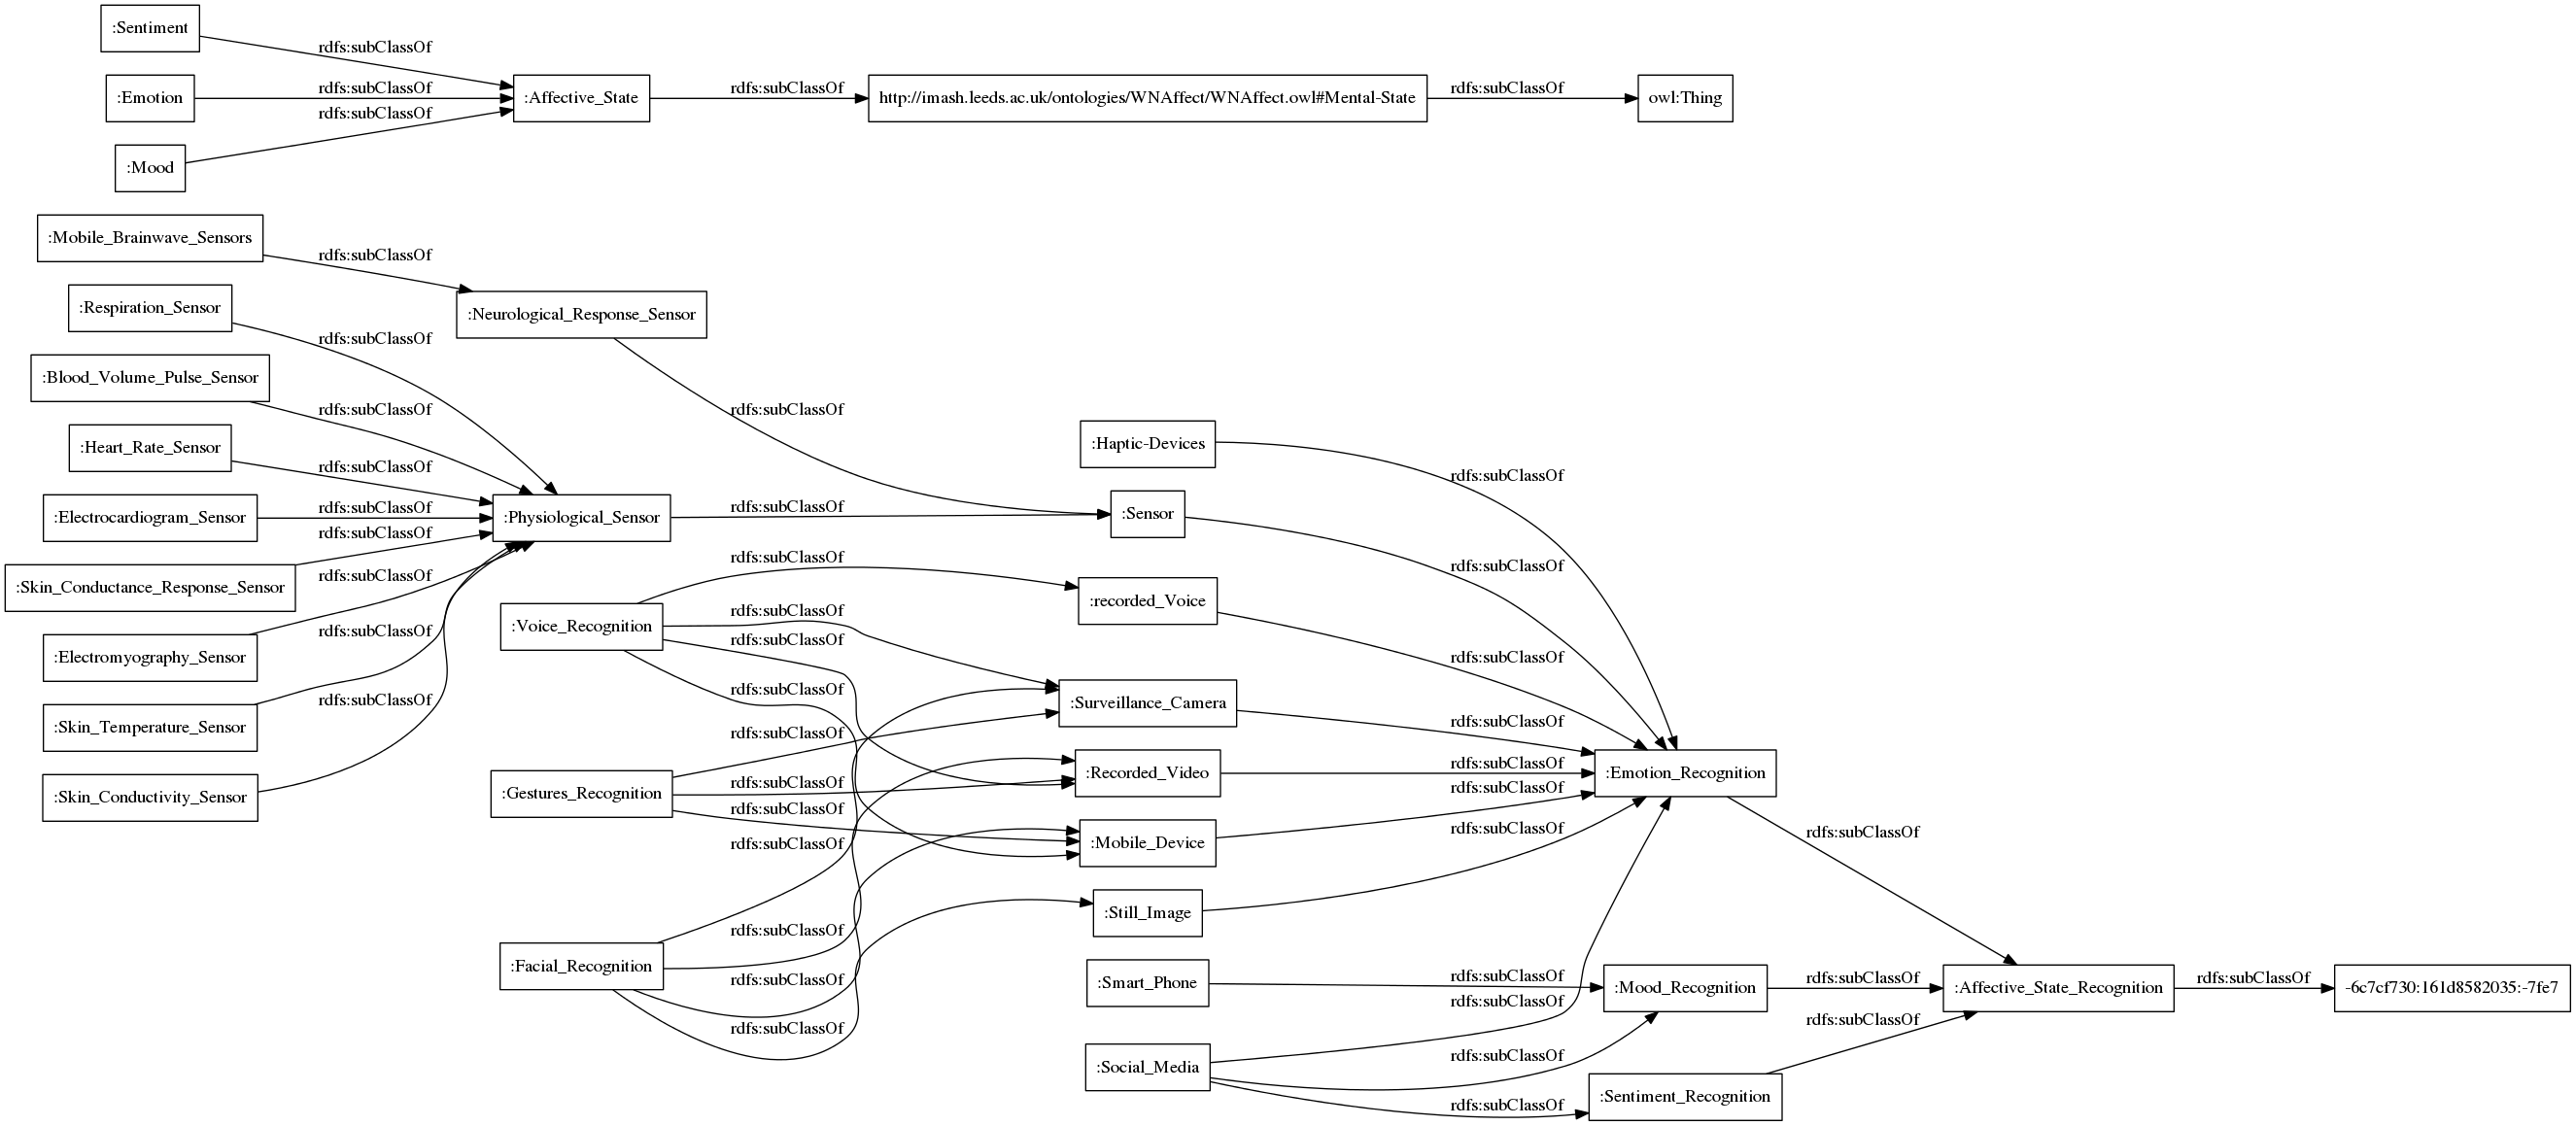 :Sentiment
rdfs:subClassOf
:Emotion
rdfs:subClassOf
:Affective_State
rdfs:subClassOf
http://imash.leeds.ac.uk/ontologies/WNAffect/WNAffect.owl#Mental-State
rdfs:subClassOf
owl:Thing
rdfs:subClassOf
:Mood
:Mobile_Brainwave_Sensors
rdfs:subClassOf
:Respiration_Sensor
:Neurological_Response_Sensor
rdfs:subClassOf
:Blood_Volume_Pulse_Sensor
rdfs:subClassOf
rdfs:subClassOf
:Heart_Rate_Sensor
:Haptic-Devices
rdfs:subClassOf
rdfs:subClassOf
:Electrocardiogram_Sensor
rdfs:subClassOf
:Physiological_Sensor
rdfs:subClassOf
:Sensor
rdfs:subClassOf
rdfs:subClassOf
rdfs:subClassOf
:Skin_Conductance_Response_Sensor
rdfs:subClassOf
:recorded_Voice
:Voice_Recognition
rdfs:subClassOf
rdfs:subClassOf
rdfs:subClassOf
rdfs:subClassOf
:Electromyography_Sensor
rdfs:subClassOf
rdfs:subClassOf
rdfs:subClassOf
:Surveillance_Camera
rdfs:subClassOf
:Skin_Temperature_Sensor
rdfs:subClassOf
:Recorded_Video
rdfs:subClassOf
:Emotion_Recognition
:Skin_Conductivity_Sensor
:Gestures_Recognition
rdfs:subClassOf
rdfs:subClassOf
rdfs:subClassOf
:Mobile_Device
rdfs:subClassOf
rdfs:subClassOf
rdfs:subClassOf
:Still_Image
rdfs:subClassOf
:Facial_Recognition
rdfs:subClassOf
rdfs:subClassOf
:Smart_Phone
rdfs:subClassOf
rdfs:subClassOf
:Mood_Recognition
rdfs:subClassOf
:Affective_State_Recognition
rdfs:subClassOf
-6c7cf730:161d8582035:-7fe7
rdfs:subClassOf
:Social_Media
rdfs:subClassOf
rdfs:subClassOf
:Sentiment_Recognition